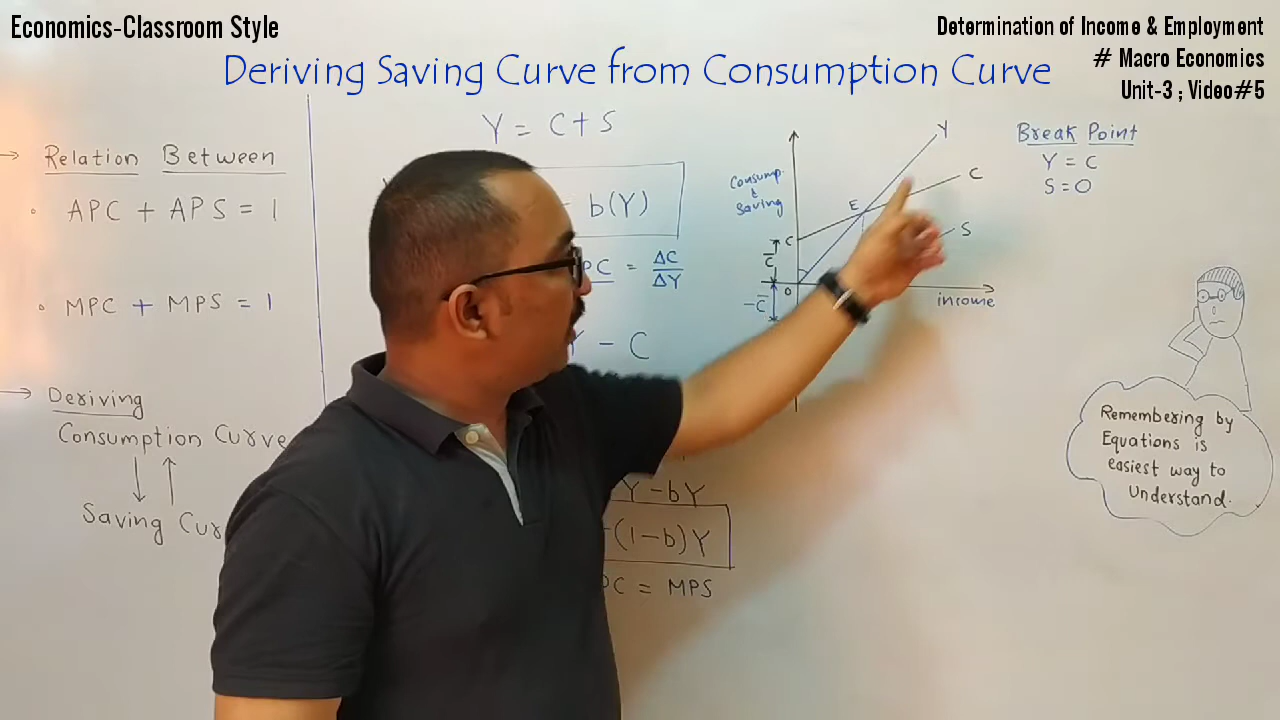 Economics-Classroom Style
Determination of Income & Employment
# Macro Economics
Unit-3 ; Video#5
Deriving Saving Curve from Consumption Curve
→ Relation Between
• APC + APS = 1
• MPC + MPS = 1
→ Deriving
Consumption Curve
↓ ↑
Saving
Y = C + S
b(Y)
= ΔC
ΔY
- C
Y - bY
(1-b)Y
= MPS
Consump.
&
Saving
Y
C
E
S
C
C̄
O
-C̄
income
Break Point
Y = C
S = O
Remembering by
Equations is
easiest way to
Understand.